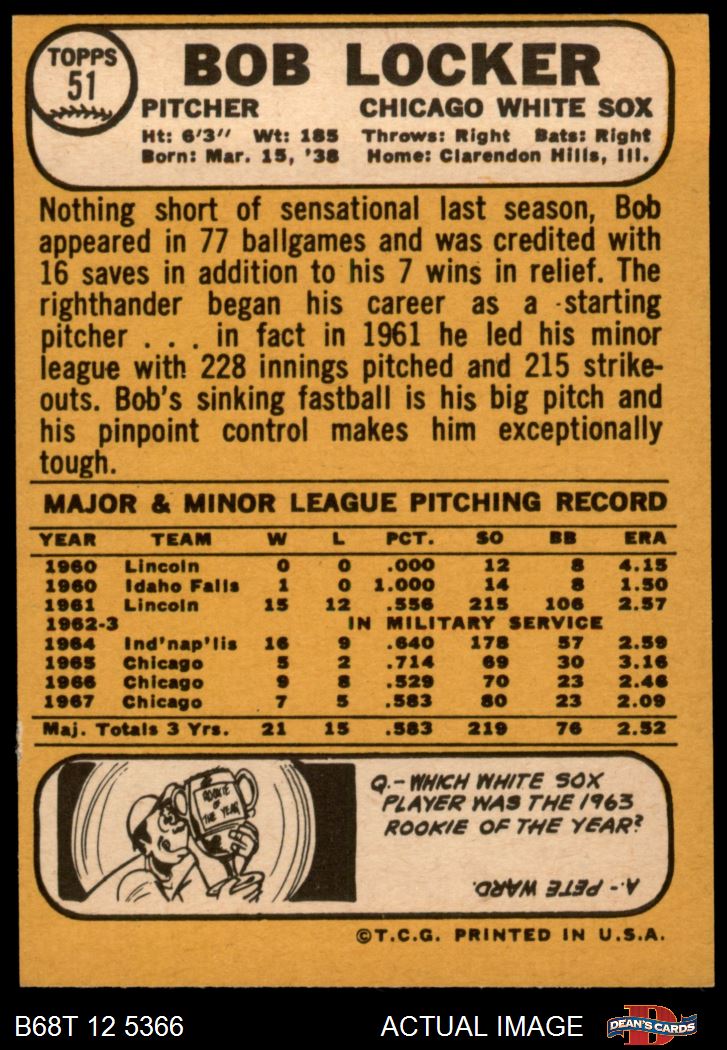 TOPPS
51
BOB LOCKER
PITCHER CHICAGO WHITE SOX
Ht: 6'3" Wt: 185 Throws: Right Bats: Right
Born: Mar. 15, '38 Home: Clarendon Hills, Ill.
Nothing short of sensational last season, Bob
appeared in 77 ballgames and was credited with
16 saves in addition to his 7 wins in relief. The
righthander began his career as a starting
pitcher . . . in fact in 1961 he led his minor
league with 228 innings pitched and 215 strike-
outs. Bob's sinking fastball is his big pitch and
his pinpoint control makes him exceptionally
tough.
MAJOR & MINOR LEAGUE PITCHING RECORD
YEAR TEAM W L PCT. SO BB ERA
1960 Lincoln 0 0 .000 12 8 4.15
1960 Idaho Falls 1 0 1.000 14 8 1.50
1961 Lincoln 15 12 .556 215 106 2.57
1962-3 IN MILITARY SERVICE
1964 Ind'nap'lis 16 9 .640 178 57 2.59
1965 Chicago 5 2 .714 69 30 3.16
1966 Chicago 9 8 .529 70 23 2.46
1967 Chicago 7 5 .583 80 23 2.09
Maj. Totals 3 Yrs. 21 15 .583 219 76 2.52
ROOKIE
OF
THE YEAR
Q.-WHICH WHITE SOX
PLAYER WAS THE 1963
ROOKIE OF THE YEAR?
A.-PETE WARD.
©T.C.G. PRINTED IN U.S.A.
B68T 12 5366 ACTUAL IMAGE DEAN'S CARDS